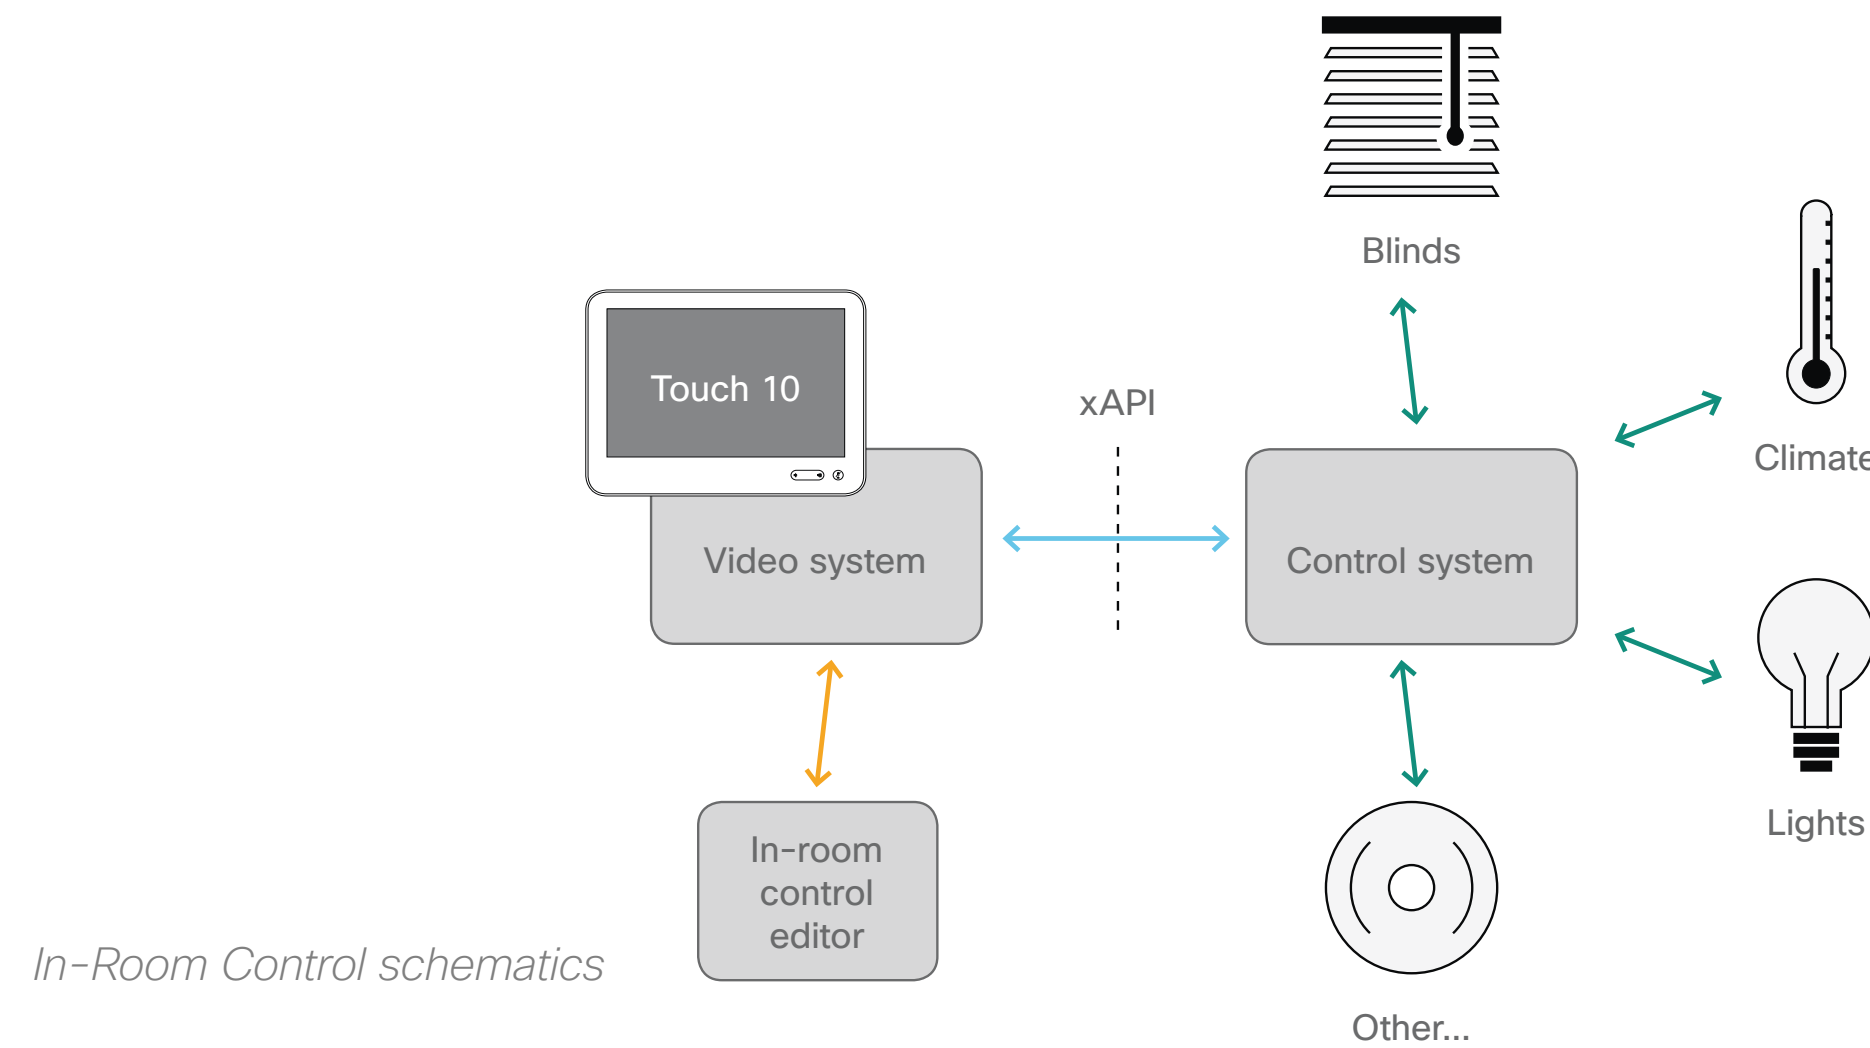 Blinds
Touch 10
xAPI
Climate
Video system
Control system
In-room
control
editor
Lights
In-Room Control schematics
Other...